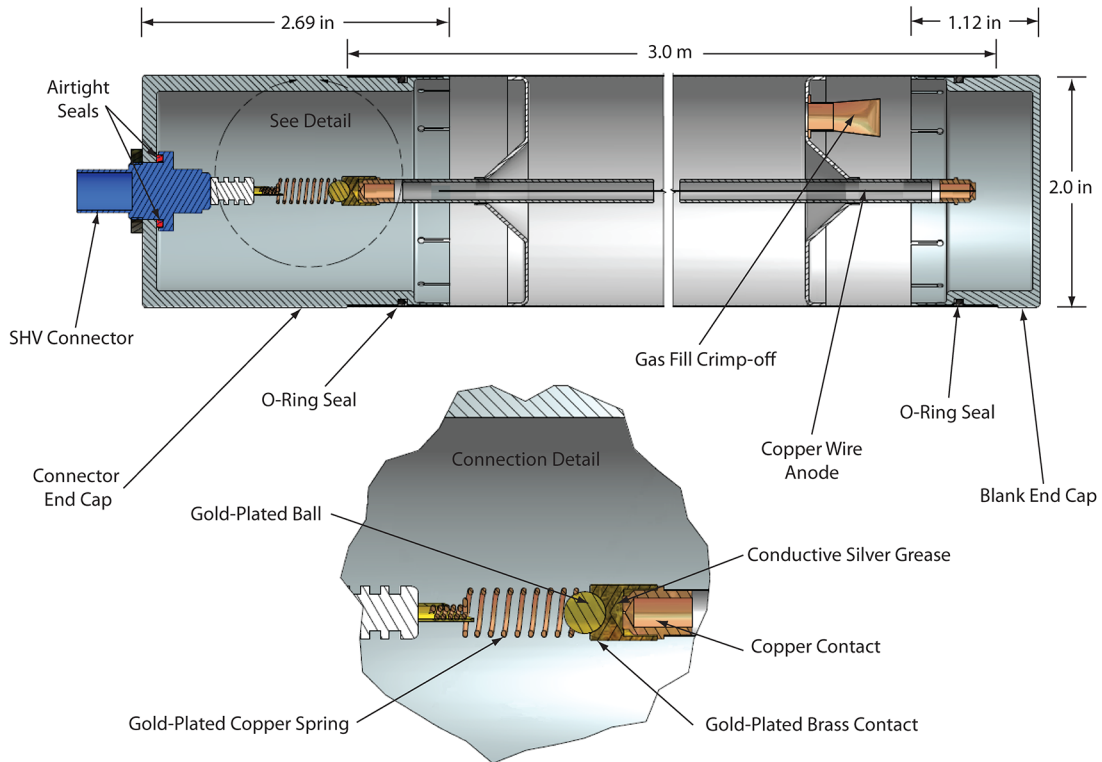 2.69 in
1.12 in
3.0 m
Airtight
Seals
See Detail
2.0 in
SHV Connector
Gas Fill Crimp-off
O-Ring Seal
O-Ring Seal
Copper Wire
Anode
Connector
End Cap
Connection Detail
Blank End Cap
Gold-Plated Ball
Conductive Silver Grease
Copper Contact
Gold-Plated Copper Spring
Gold-Plated Brass Contact